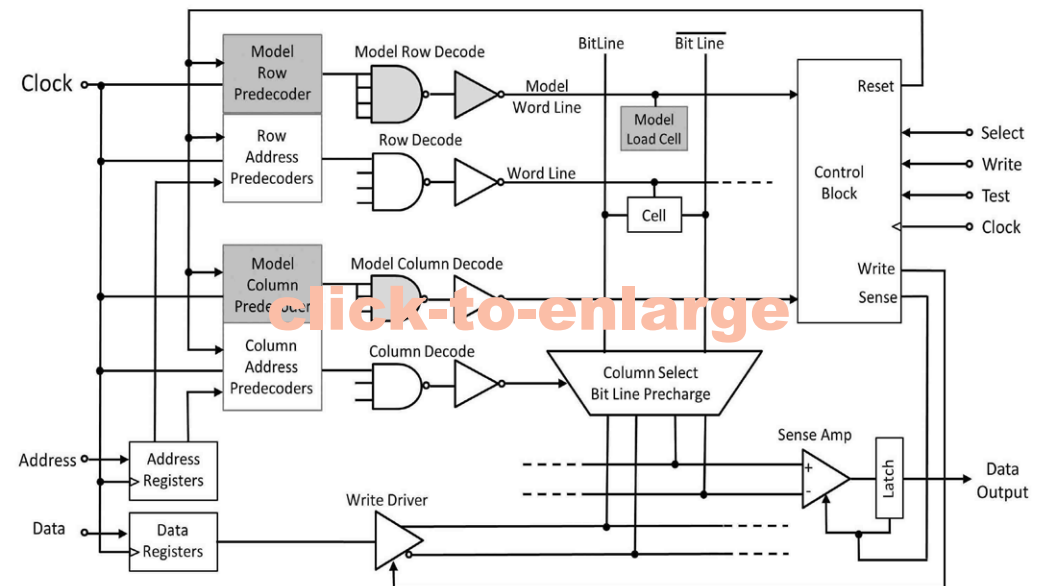 BitLine
Bit Line
Model
Row
Predecoder
Model Row Decode
Clock
Model
Word Line
Reset
Model
Load Cell
Row
Address
Predecoders
Row Decode
Word Line
Cell
Control
Block
Select
Write
Test
Clock
Model
Column
Predecoder
Model Column Decode
Write
Sense
click-to-enlarge
Column
Address
Predecoders
Column Decode
Column Select
Bit Line Precharge
Sense Amp
+
-
Latch
Data
Output
Address
Address
Registers
Data
Data
Registers
Write Driver